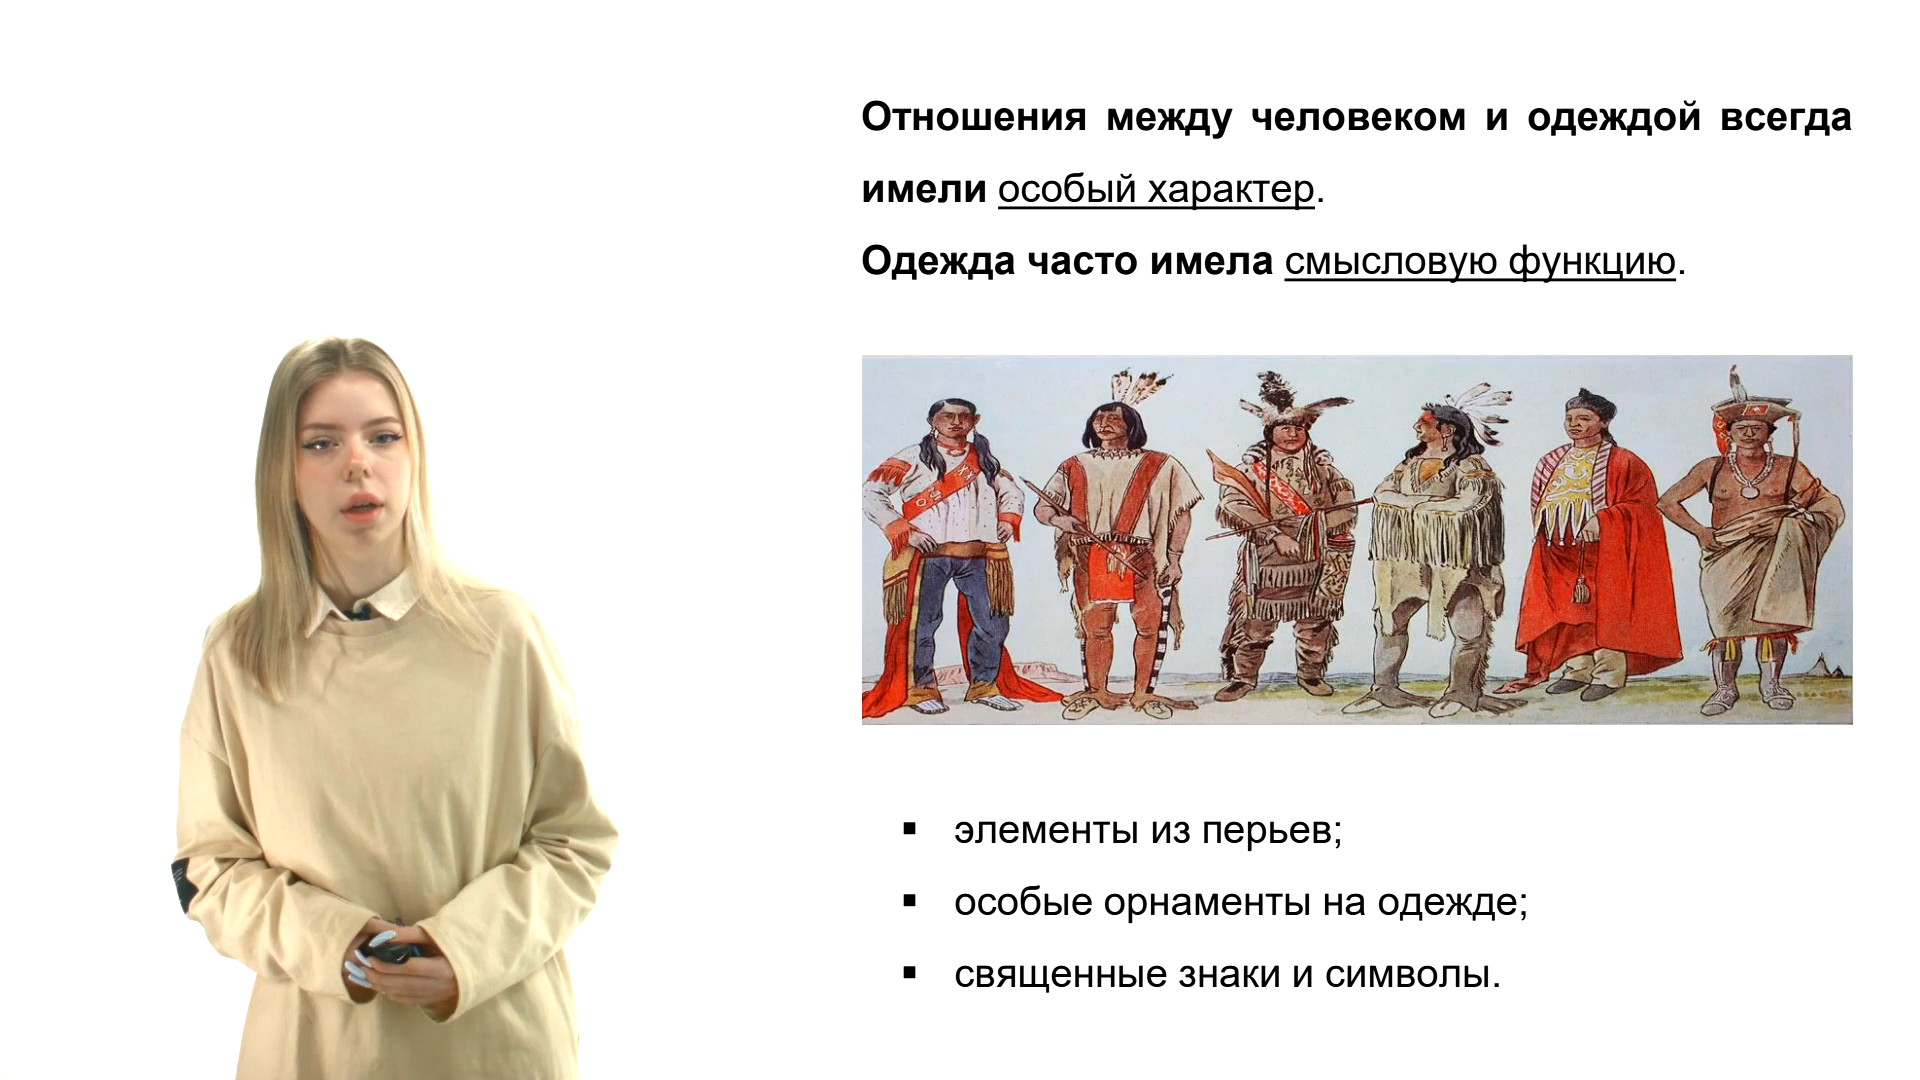 Отношения между человеком и одеждой всегда
имели особый характер.
Одежда часто имела смысловую функцию.
▪ элементы из перьев;
▪ особые орнаменты на одежде;
▪ священные знаки и символы.